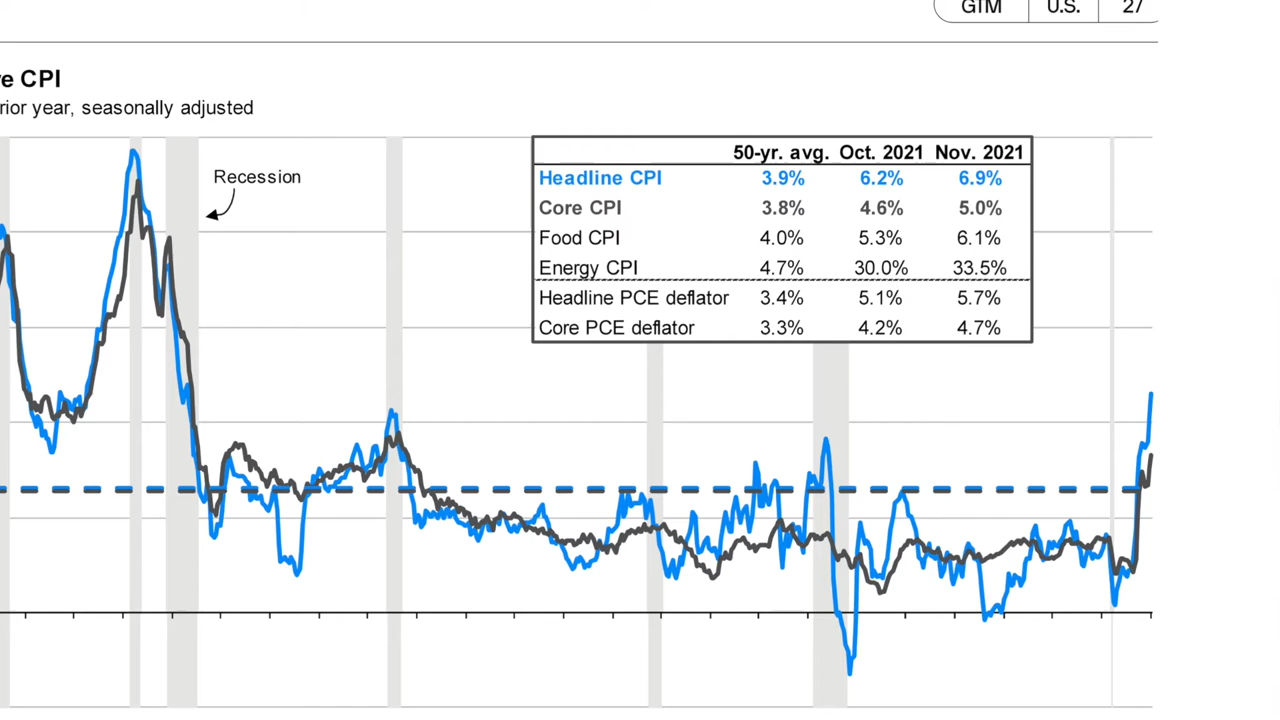 GTM U.S. 27
e CPI
rior year, seasonally adjusted
Recession
50-yr. avg. Oct. 2021 Nov. 2021
Headline CPI 3.9% 6.2% 6.9%
Core CPI 3.8% 4.6% 5.0%
Food CPI 4.0% 5.3% 6.1%
Energy CPI 4.7% 30.0% 33.5%
Headline PCE deflator 3.4% 5.1% 5.7%
Core PCE deflator 3.3% 4.2% 4.7%